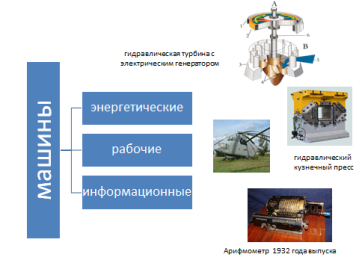 A
гидравлическая турбина с
электрическим генератором
B
машины
энергетические
рабочие
информационные
гидравлический
кузнечный пресс
Арифмометр 1932 года выпуска